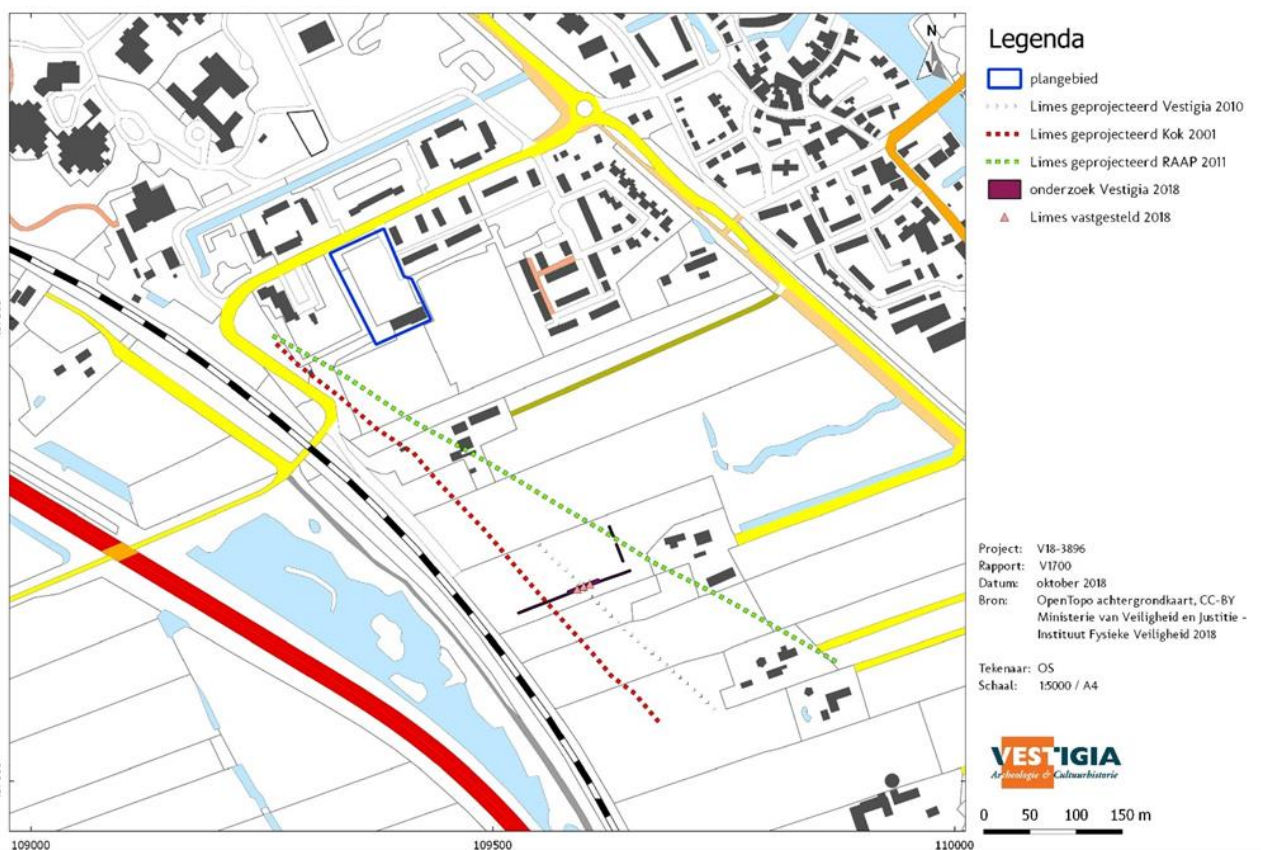 N
Legenda
plangebied
Limes geprojecteerd Vestigia 2010
Limes geprojecteerd Kok 2001
Limes geprojecteerd RAAP 2011
onderzoek Vestigia 2018
Limes vastgesteld 2018
Project: V18-3896
Rapport: V1700
Datum: oktober 2018
Bron: OpenTopo achtergrondkaart, CC-BY
Ministerie van Veiligheid en Justitie -
Instituut Fysieke Veiligheid 2018
Tekenaar: OS
Schaal: 1:5000 / A4
VESTIGIA
Archeologie & Cultuurhistorie
0 50 100 150 m
109000 109500 110000